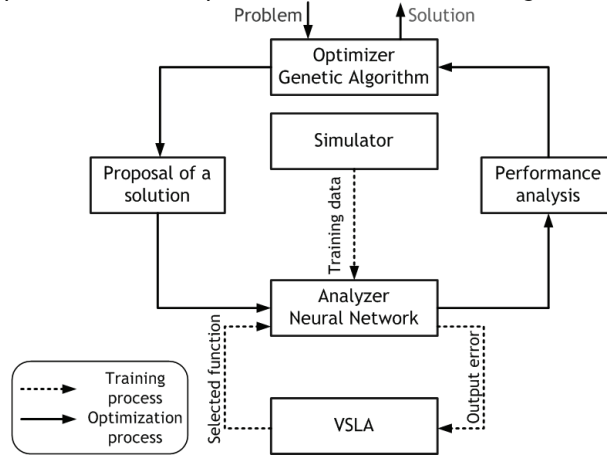 Problem
Solution
Optimizer
Genetic Algorithm
Simulator
Proposal of a
solution
Performance
analysis
Training data
Analyzer
Neural Network
Selected function
Output error
Training
process
Optimization
process
VSLA